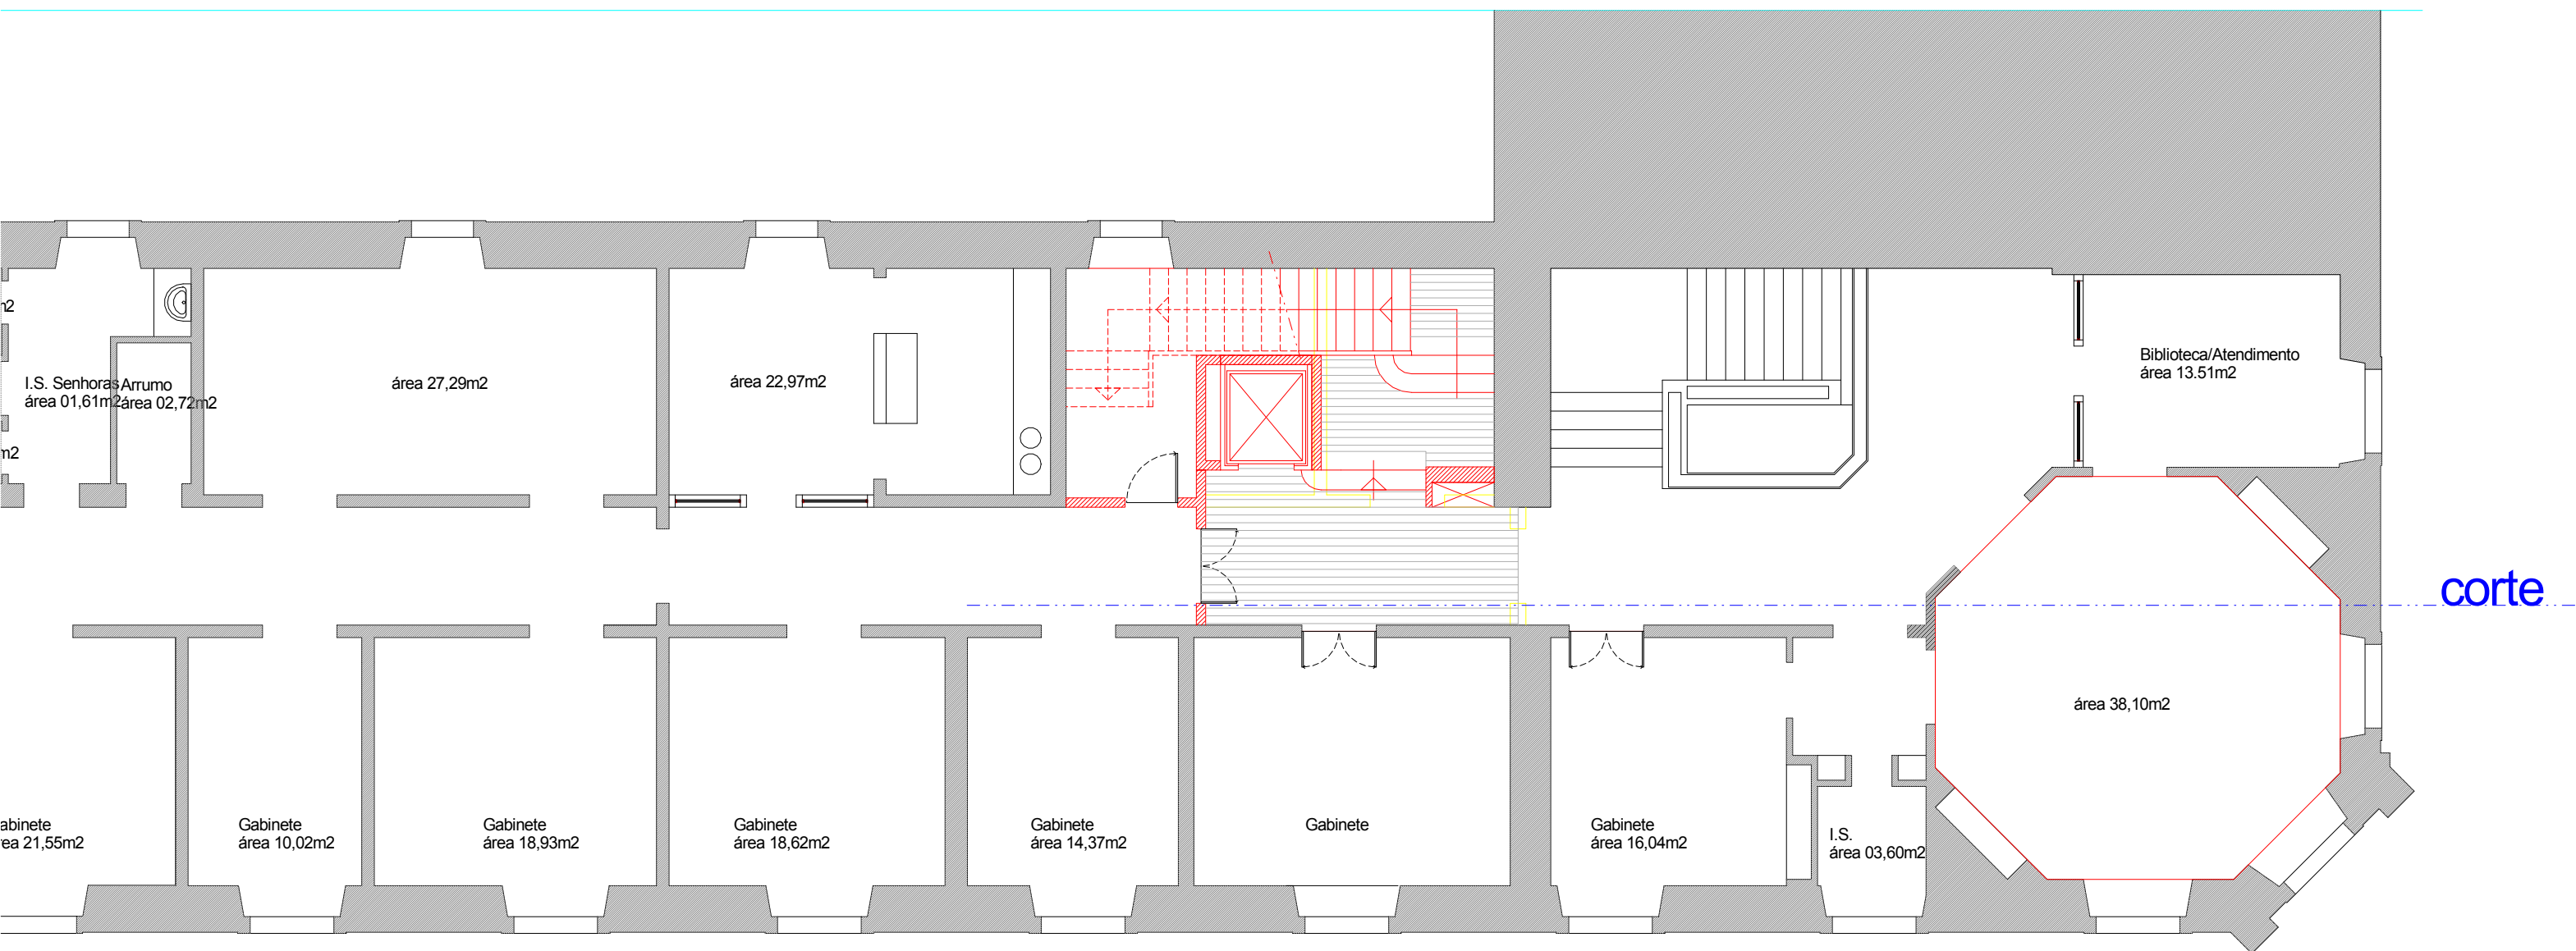 m2
I.S. Senhoras
área 01,61m2
Arrumo
área 02,72m2
m2
área 27,29m2
área 22,97m2
Biblioteca/Atendimento
área 13.51m2
corte
área 38,10m2
abinete
ea 21,55m2
Gabinete
área 10,02m2
Gabinete
área 18,93m2
Gabinete
área 18,62m2
Gabinete
área 14,37m2
Gabinete
Gabinete
área 16,04m2
I.S.
área 03,60m2